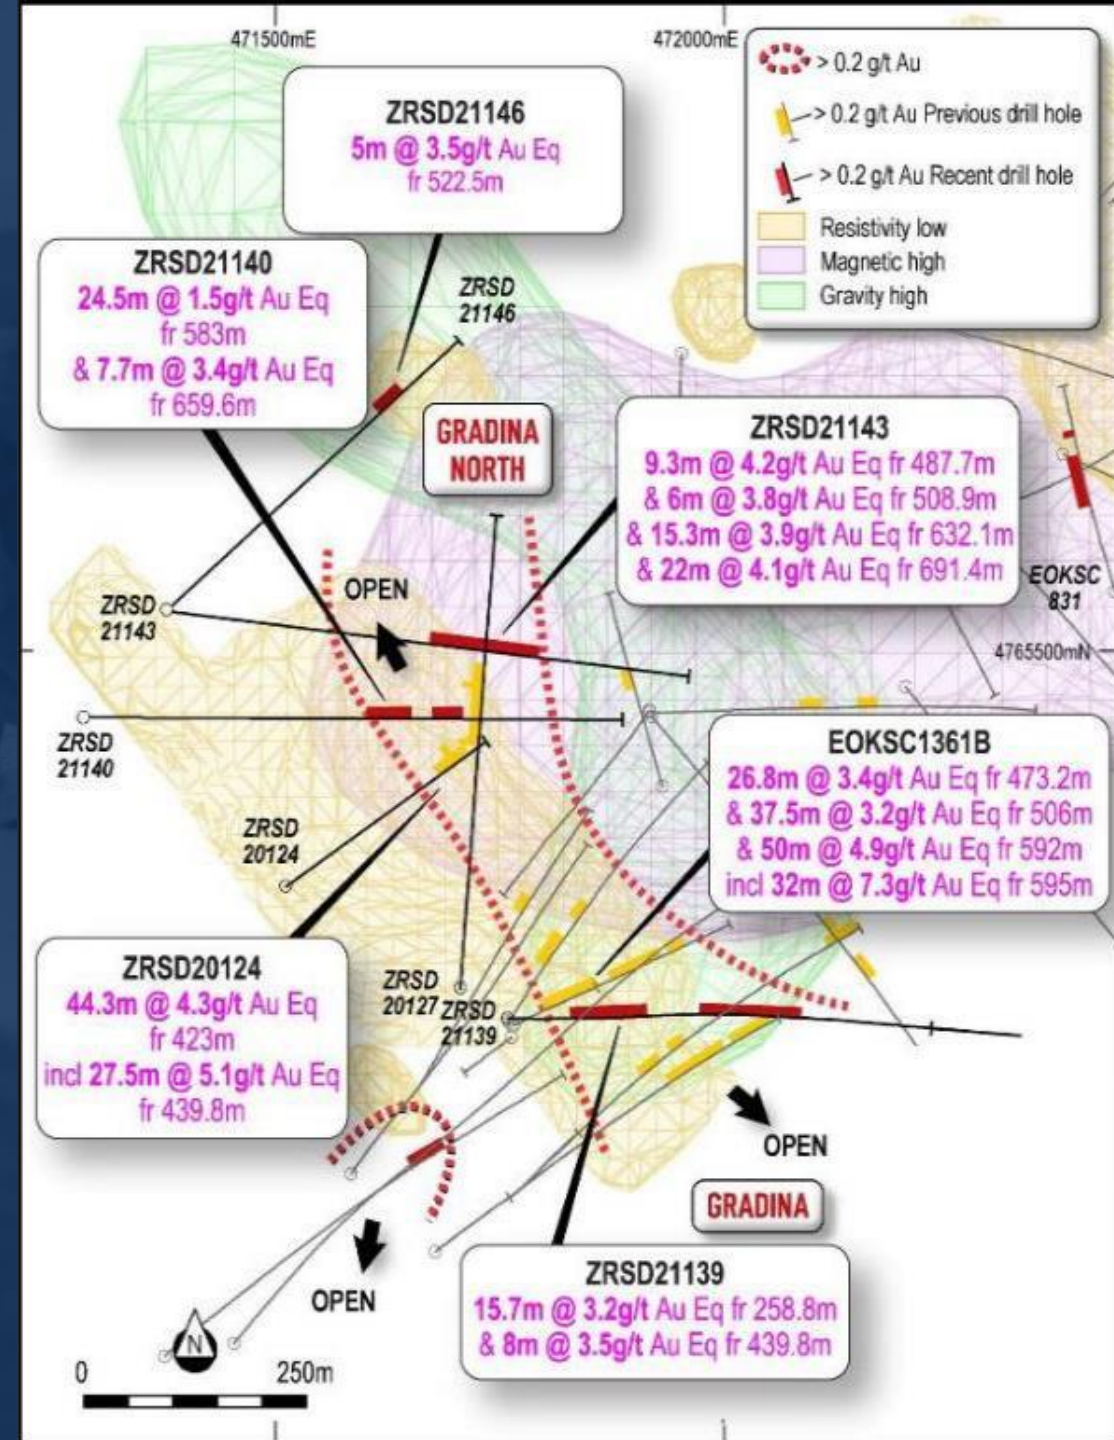 471500mE
472000mE
> 0.2 g/t Au
> 0.2 g/t Au Previous drill hole
> 0.2 g/t Au Recent drill hole
Resistivity low
Magnetic high
Gravity high
ZRSD21146
5m @ 3.5g/t Au Eq
fr 522.5m
ZRSD21140
24.5m @ 1.5g/t Au Eq
fr 583m
& 7.7m @ 3.4g/t Au Eq
fr 659.6m
ZRSD
21146
GRADINA
NORTH
ZRSD21143
9.3m @ 4.2g/t Au Eq fr 487.7m
& 6m @ 3.8g/t Au Eq fr 508.9m
& 15.3m @ 3.9g/t Au Eq fr 632.1m
& 22m @ 4.1g/t Au Eq fr 691.4m
EOKSC
831
OPEN
ZRSD
21143
4765500mN
ZRSD
21140
EOKSC1361B
26.8m @ 3.4g/t Au Eq fr 473.2m
& 37.5m @ 3.2g/t Au Eq fr 506m
& 50m @ 4.9g/t Au Eq fr 592m
incl 32m @ 7.3g/t Au Eq fr 595m
ZRSD
20124
ZRSD20124
44.3m @ 4.3g/t Au Eq
fr 423m
incl 27.5m @ 5.1g/t Au Eq
fr 439.8m
ZRSD
20127
ZRSD
21139
OPEN
GRADINA
ZRSD21139
15.7m @ 3.2g/t Au Eq fr 258.8m
& 8m @ 3.5g/t Au Eq fr 439.8m
OPEN
N
0 250m